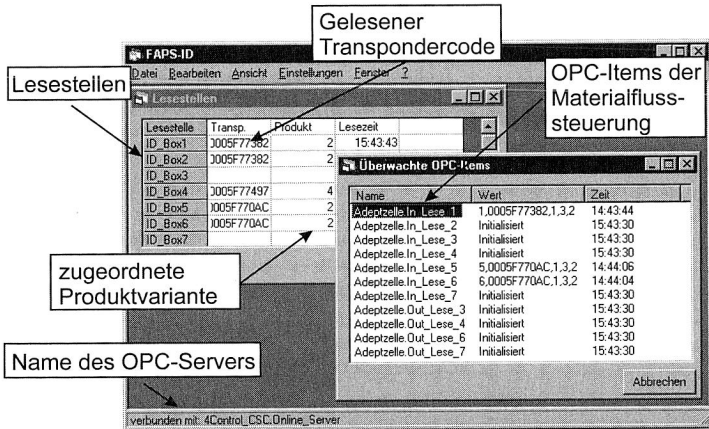 Gelesener
Transpondercode
FAPS-ID
Datei Bearbeiten Ansicht Einstellungen Fenster ?
Lesestellen
OPC-Items der
Materialfluss-
steuerung
Lesestellen
Lesestelle Transp. Produkt Lesezeit
ID_Box1 0005F77382 2 15:43:43
ID_Box2 0005F77382 2
ID_Box3
ID_Box4 0005F77497 4
ID_Box5 0005F770AC 2
ID_Box6 0005F770AC 2
ID_Box7
Überwachte OPC-Items
Name Wert Zeit
Adeptzelle.In_Lese_1 1,0005F77382,1,3,2 14:43:44
Adeptzelle.In_Lese_2 Initialisiert 15:43:30
Adeptzelle.In_Lese_3 Initialisiert 15:43:30
Adeptzelle.In_Lese_4 Initialisiert 15:43:30
Adeptzelle.In_Lese_5 5,0005F770AC,1,3,2 14:44:06
Adeptzelle.In_Lese_6 6,0005F770AC,1,3,2 14:44:04
Adeptzelle.In_Lese_7 Initialisiert 15:43:30
Adeptzelle.Out_Lese_3 Initialisiert 15:43:30
Adeptzelle.Out_Lese_4 Initialisiert 15:43:30
Adeptzelle.Out_Lese_6 Initialisiert 15:43:30
Adeptzelle.Out_Lese_7 Initialisiert 15:43:30
Abbrechen
zugeordnete
Produktvariante
Name des OPC-Servers
verbunden mit: 4Control_CSC.Online_Server